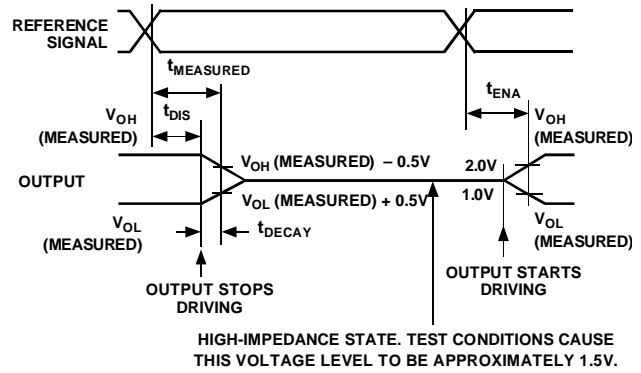 REFERENCE
SIGNAL
tMEASURED
tDIS
tENA
VOH
(MEASURED)
VOH
(MEASURED)
VOH (MEASURED) – 0.5V
2.0V
OUTPUT
VOL (MEASURED) + 0.5V
1.0V
VOL
(MEASURED)
tDECAY
VOL
(MEASURED)
OUTPUT STOPS
DRIVING
OUTPUT STARTS
DRIVING
HIGH-IMPEDANCE STATE. TEST CONDITIONS CAUSE
THIS VOLTAGE LEVEL TO BE APPROXIMATELY 1.5V.